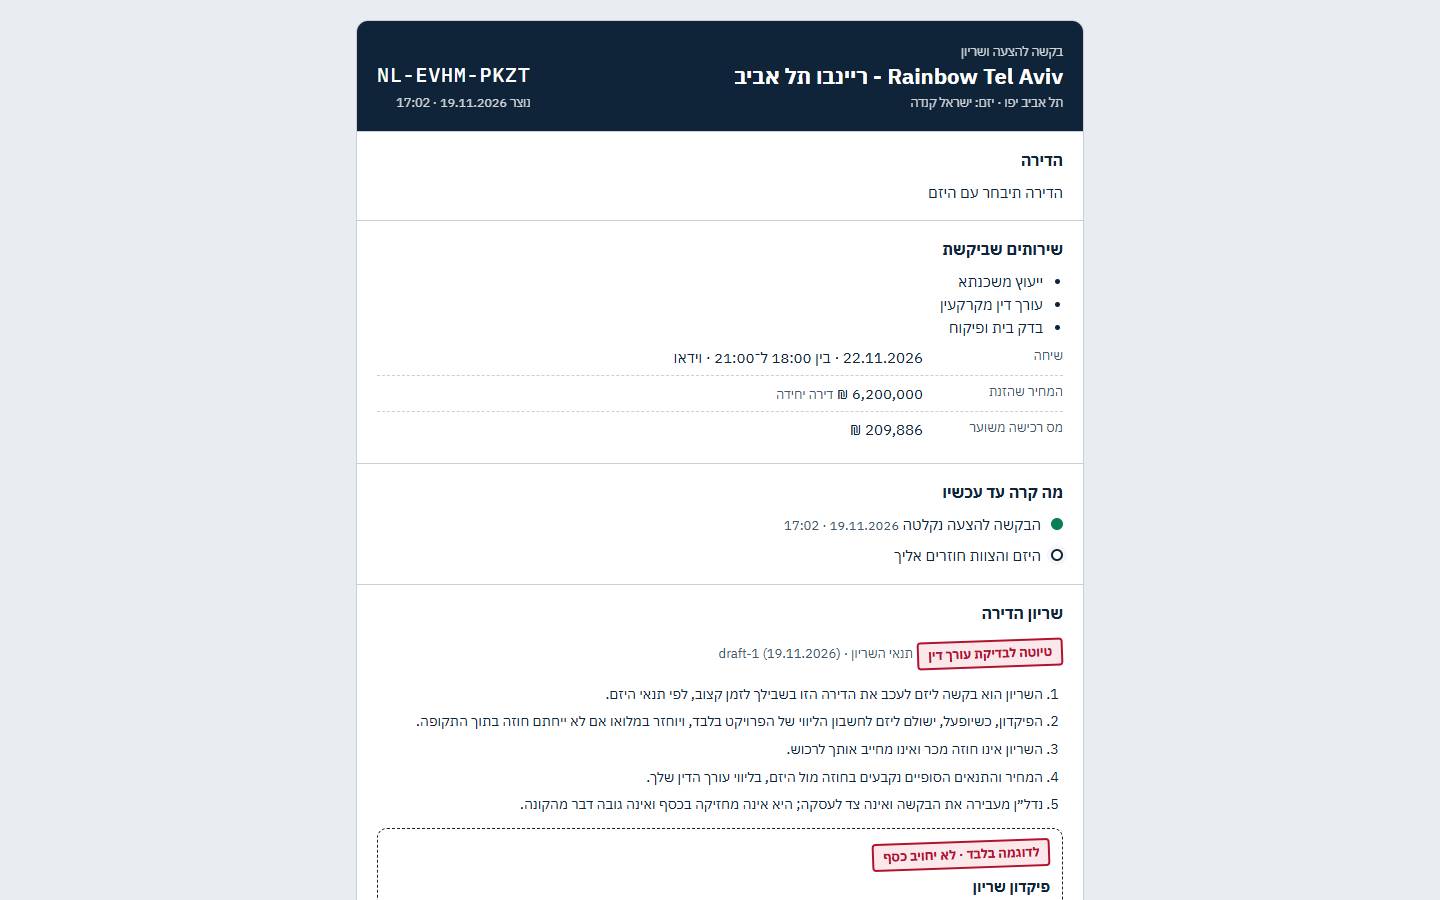 בקשה להצעה ושריון
Rainbow Tel Aviv - ריינבו תל אביב
תל אביב יפו · יזם: ישראל קנדה
NL-EVHM-PKZT
נוצר 19.11.2026 · 17:02
הדירה
הדירה תיבחר עם היזם
שירותים שביקשת
• ייעוץ משכנתא
• עורך דין מקרקעין
• בדק בית ופיקוח
שיחה 22.11.2026 · בין 18:00 ל־21:00 · וידאו
המחיר שהזנת 6,200,000 ₪ דירה יחידה
מס רכישה משוער 209,886 ₪
מה קרה עד עכשיו
הבקשה להצעה נקלטה 19.11.2026 · 17:02
היזם והצוות חוזרים אליך
שריון הדירה
טיוטה לבדיקת עורך דין תנאי השריון · draft-1 (19.11.2026)
1. השריון הוא בקשה ליזם לעכב את הדירה הזו בשבילך לזמן קצוב, לפי תנאי היזם.
2. הפיקדון, כשיופעל, ישולם ליזם לחשבון הליווי של הפרויקט בלבד, ויוחזר במלואו אם לא ייחתם חוזה בתוך התקופה.
3. השריון אינו חוזה מכר ואינו מחייב אותך לרכוש.
4. המחיר והתנאים הסופיים נקבעים בחוזה מול היזם, בליווי עורך הדין שלך.
5. נדל״ן מעבירה את הבקשה ואינה צד לעסקה; היא אינה מחזיקה בכסף ואינה גובה דבר מהקונה.
לדוגמה בלבד · לא יחויב כסף
פיקדון שריון